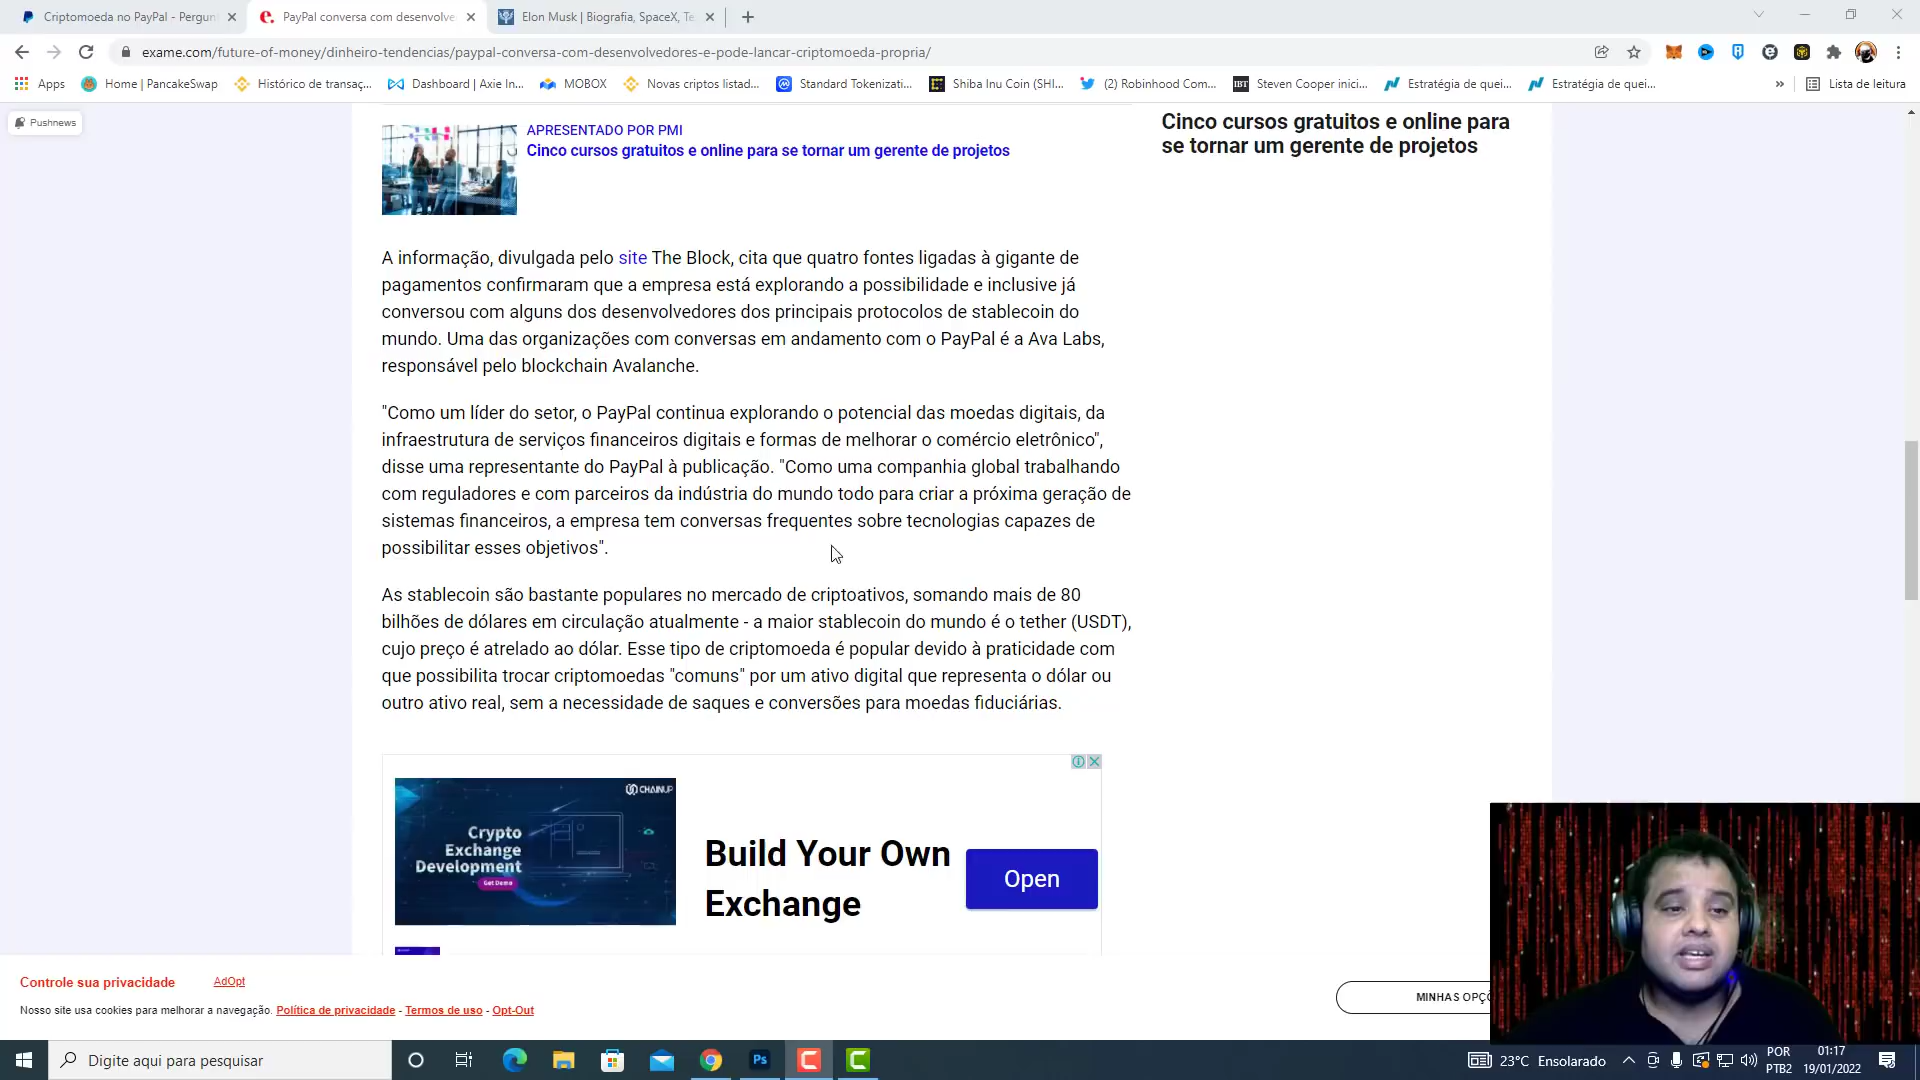 Criptomoeda no PayPal - Pergun
PayPal conversa com desenvolve
Elon Musk | Biografia, SpaceX, Te
exame.com/future-of-money/dinheiro-tendencias/paypal-conversa-com-desenvolvedores-e-pode-lancar-criptomoeda-propria/
Apps
Home | PancakeSwap
Histórico de transaç...
Dashboard | Axie In...
MOBOX
Novas criptos listad...
Standard Tokenizati...
Shiba Inu Coin (SHI...
(2) Robinhood Com...
IBT
Steven Cooper inici...
Estratégia de quei...
Estratégia de quei...
»
Lista de leitura
Pushnews
APRESENTADO POR PMI
Cinco cursos gratuitos e online para se tornar um gerente de projetos
Cinco cursos gratuitos e online para
se tornar um gerente de projetos
A informação, divulgada pelo site The Block, cita que quatro fontes ligadas à gigante de
pagamentos confirmaram que a empresa está explorando a possibilidade e inclusive já
conversou com alguns dos desenvolvedores dos principais protocolos de stablecoin do
mundo. Uma das organizações com conversas em andamento com o PayPal é a Ava Labs,
responsável pelo blockchain Avalanche.
"Como um líder do setor, o PayPal continua explorando o potencial das moedas digitais, da
infraestrutura de serviços financeiros digitais e formas de melhorar o comércio eletrônico",
disse uma representante do PayPal à publicação. "Como uma companhia global trabalhando
com reguladores e com parceiros da indústria do mundo todo para criar a próxima geração de
sistemas financeiros, a empresa tem conversas frequentes sobre tecnologias capazes de
possibilitar esses objetivos".
As stablecoin são bastante populares no mercado de criptoativos, somando mais de 80
bilhões de dólares em circulação atualmente - a maior stablecoin do mundo é o tether (USDT),
cujo preço é atrelado ao dólar. Esse tipo de criptomoeda é popular devido à praticidade com
que possibilita trocar criptomoedas "comuns" por um ativo digital que representa o dólar ou
outro ativo real, sem a necessidade de saques e conversões para moedas fiduciárias.
CHAINUP
Crypto
Exchange
Development
Get Demo
Build Your Own
Exchange
Open
Controle sua privacidade
AdOpt
Nosso site usa cookies para melhorar a navegação. Política de privacidade - Termos de uso - Opt-Out
MINHAS OPÇÕ
Digite aqui para pesquisar
Ps
23°C Ensolarado
POR
PTB2
01:17
19/01/2022